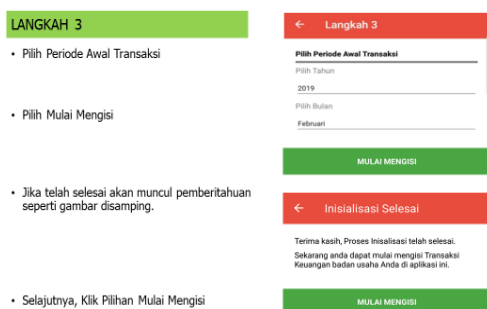 LANGKAH 3
• Pilih Periode Awal Transaksi
• Pilih Mulai Mengisi
• Jika telah selesai akan muncul pemberitahuan
seperti gambar disamping.
• Selajutnya, Klik Pilihan Mulai Mengisi
← Langkah 3
Pilih Periode Awal Transaksi
Pilih Tahun
2019
Pilih Bulan
Februari
MULAI MENGISI
← Inisialisasi Selesai
Terima kasih, Proses Inisalisasi telah selesai.
Sekarang anda dapat mulai mengisi Transaksi
Keuangan badan usaha Anda di aplikasi ini.
MULAI MENGISI